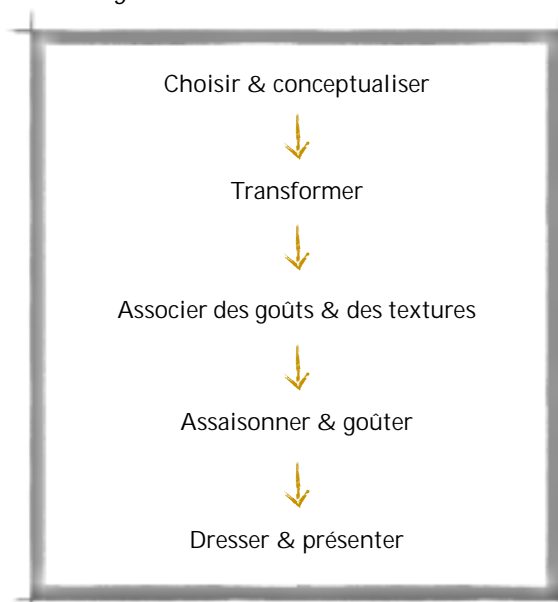 Choisir & conceptualiser
Transformer
Associer des goûts & des textures
Assaisonner & goûter
Dresser & présenter